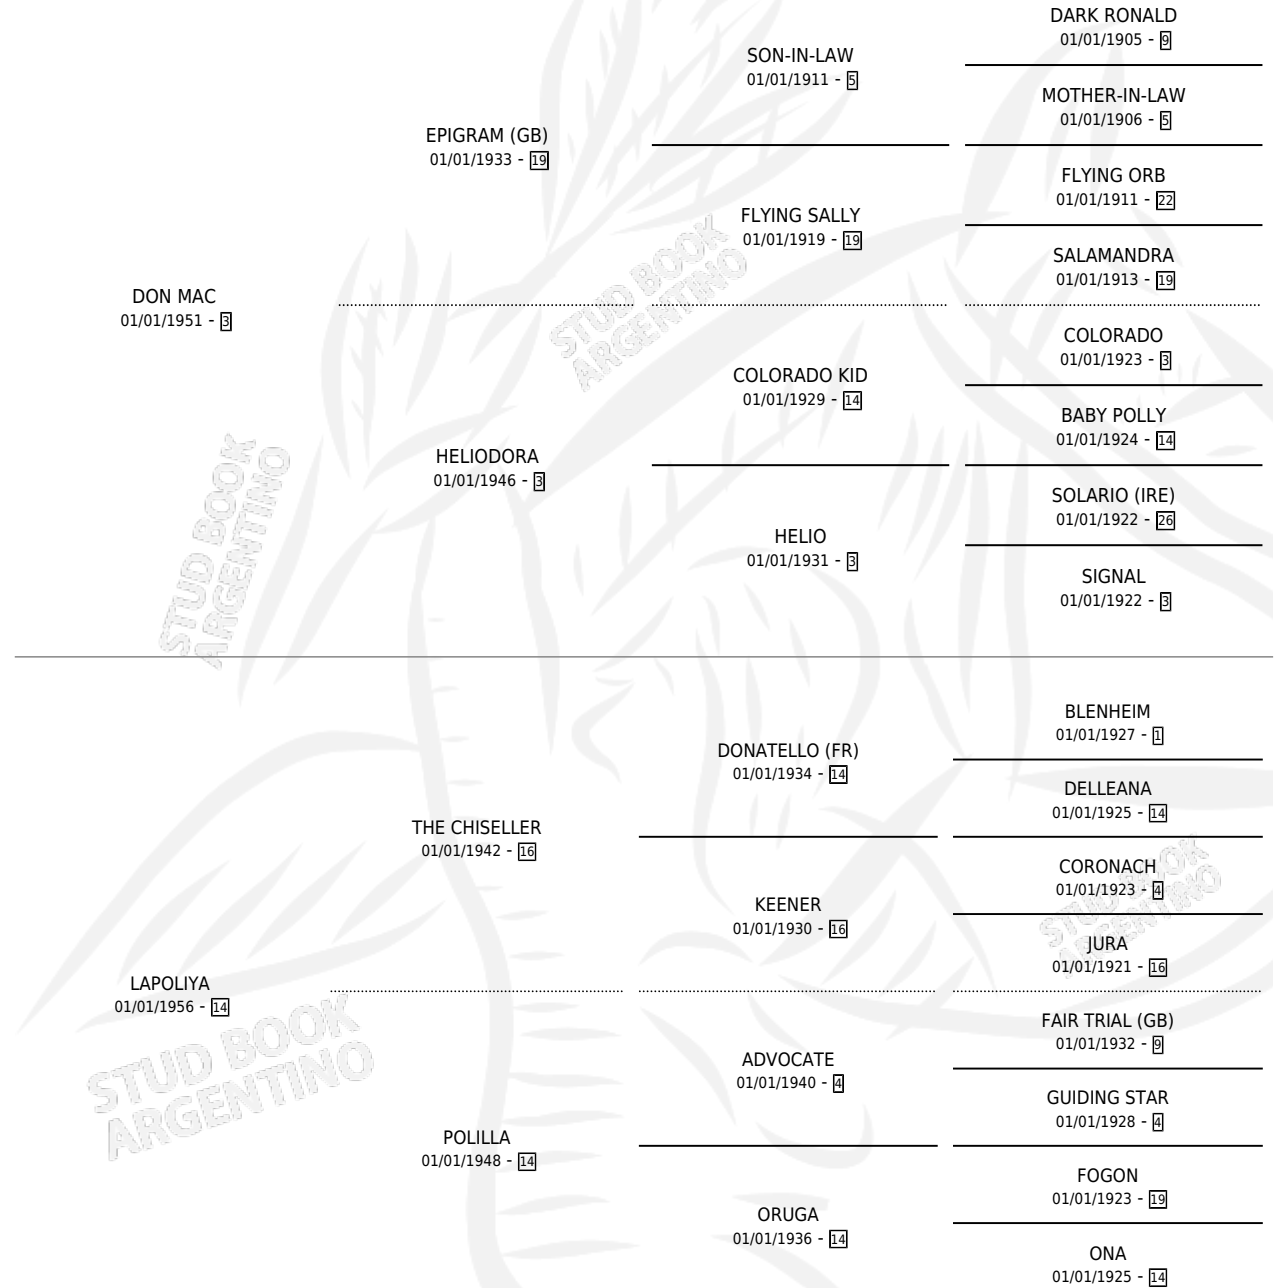 DARK RONALD
01/01/1905 - 9
SON-IN-LAW
01/01/1911 - 5
MOTHER-IN-LAW
01/01/1906 - 5
EPIGRAM (GB)
01/01/1933 - 19
FLYING ORB
01/01/1911 - 22
FLYING SALLY
01/01/1919 - 19
SALAMANDRA
01/01/1913 - 19
DON MAC
01/01/1951 - 3
COLORADO
01/01/1923 - 3
COLORADO KID
01/01/1929 - 14
BABY POLLY
01/01/1924 - 14
HELIODORA
01/01/1946 - 3
SOLARIO (IRE)
01/01/1922 - 26
HELIO
01/01/1931 - 3
SIGNAL
01/01/1922 - 3
BLENHEIM
01/01/1927 - 1
DONATELLO (FR)
01/01/1934 - 14
DELLEANA
01/01/1925 - 14
THE CHISELLER
01/01/1942 - 16
CORONACH
01/01/1923 - 4
KEENER
01/01/1930 - 16
JURA
01/01/1921 - 16
LAPOLIYA
01/01/1956 - 14
FAIR TRIAL (GB)
01/01/1932 - 9
ADVOCATE
01/01/1940 - 4
GUIDING STAR
01/01/1928 - 4
POLILLA
01/01/1948 - 14
FOGON
01/01/1923 - 19
ORUGA
01/01/1936 - 14
ONA
01/01/1925 - 14
STUD BOOK
ARGENTINO
STUD BOOK
ARGENTINO
STUD BOOK
ARGENTINO
STUD BOOK
ARGENTINO